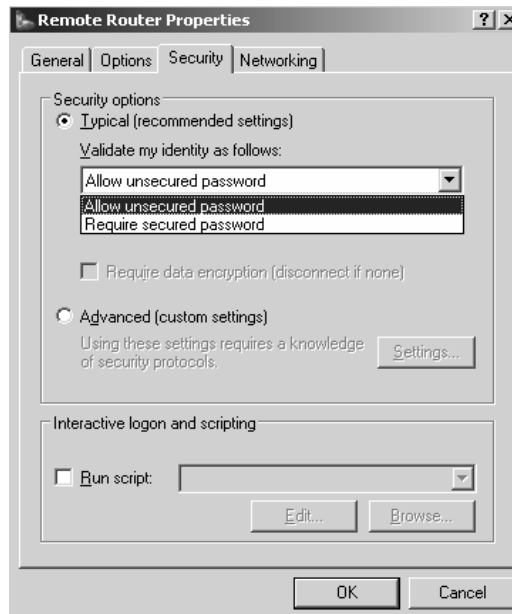 Remote Router Properties
General Options Security Networking
Security options
Typical (recommended settings)
Validate my identity as follows:
Allow unsecured password
Allow unsecured password
Require secured password
Require data encryption (disconnect if none)
Advanced (custom settings)
Using these settings requires a knowledge
of security protocols.
Settings...
Interactive logon and scripting
Run script:
Edit... Browse...
OK Cancel